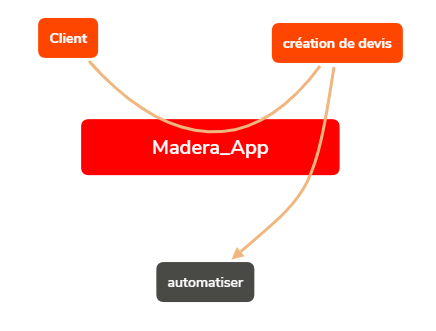 Client
création de devis
Madera_App
automatiser